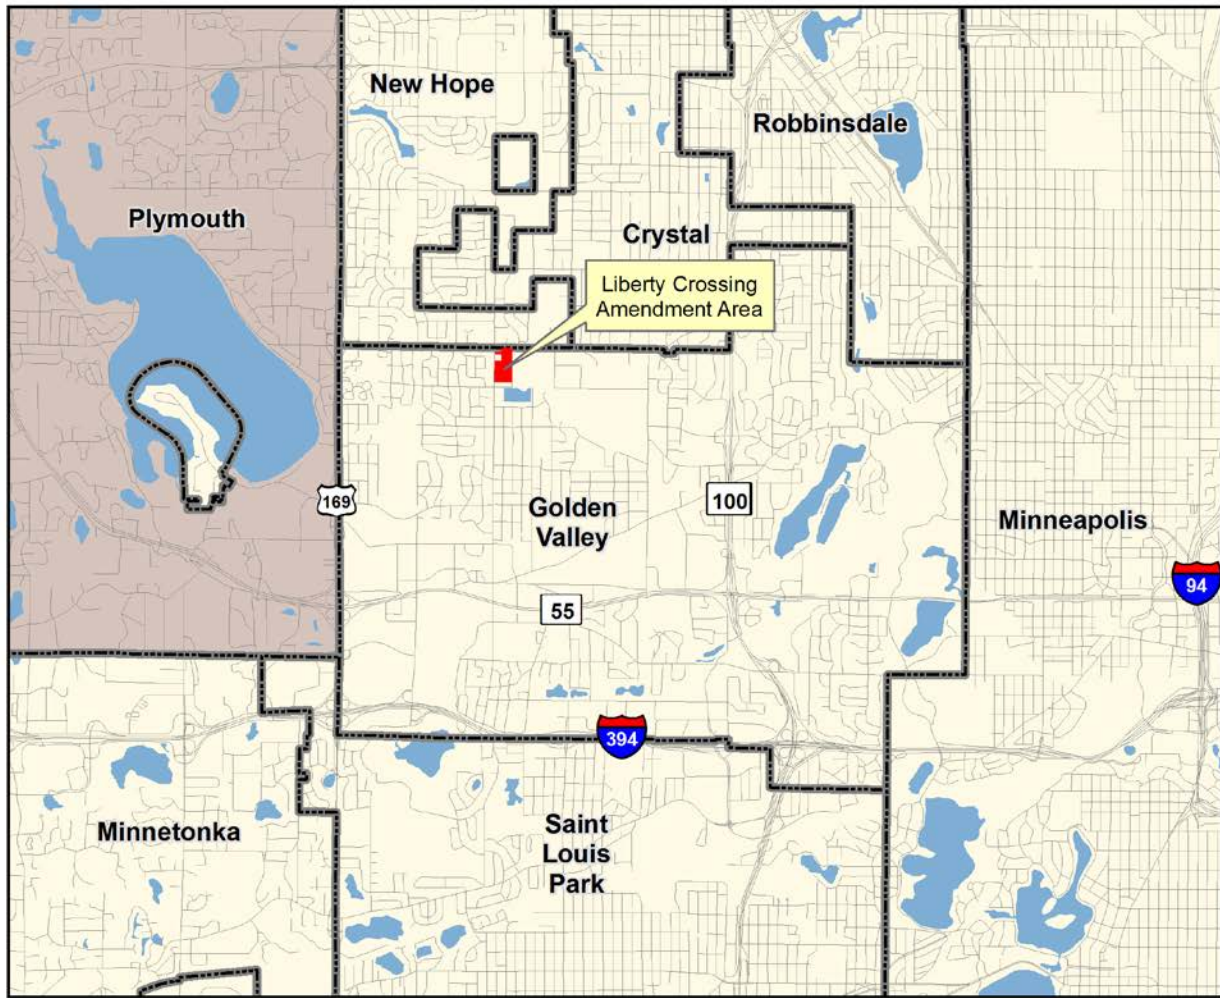 New Hope
Robbinsdale
Plymouth
Crystal
Liberty Crossing
Amendment Area
169
Golden
Valley
100
Minneapolis
94
55
394
Minnetonka
Saint
Louis
Park